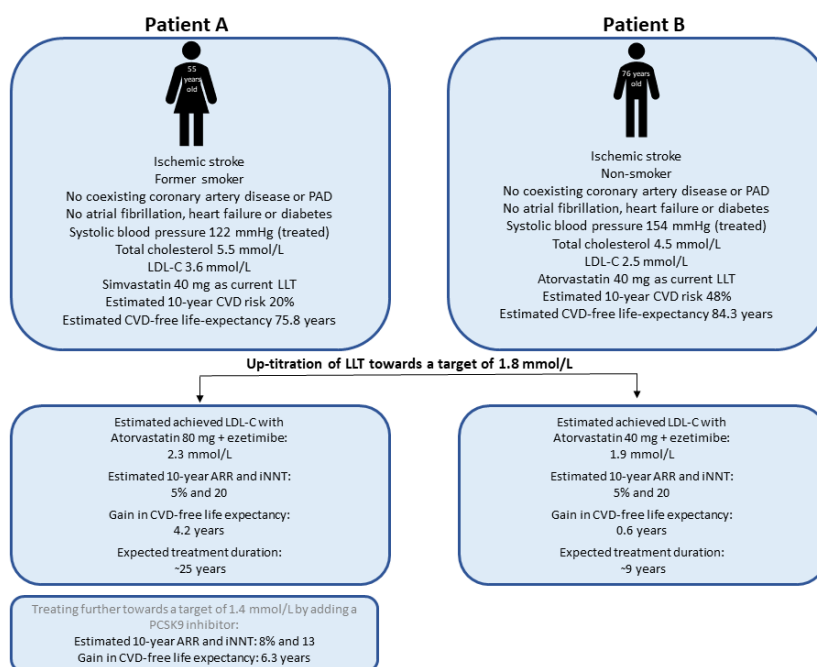 Patient A
55
years
old
Ischemic stroke
Former smoker
No coexisting coronary artery disease or PAD
No atrial fibrillation, heart failure or diabetes
Systolic blood pressure 122 mmHg (treated)
Total cholesterol 5.5 mmol/L
LDL-C 3.6 mmol/L
Simvastatin 40 mg as current LLT
Estimated 10-year CVD risk 20%
Estimated CVD-free life-expectancy 75.8 years
Patient B
76 years
old
Ischemic stroke
Non-smoker
No coexisting coronary artery disease or PAD
No atrial fibrillation, heart failure or diabetes
Systolic blood pressure 154 mmHg (treated)
Total cholesterol 4.5 mmol/L
LDL-C 2.5 mmol/L
Atorvastatin 40 mg as current LLT
Estimated 10-year CVD risk 48%
Estimated CVD-free life-expectancy 84.3 years
Up-titration of LLT towards a target of 1.8 mmol/L
Estimated achieved LDL-C with
Atorvastatin 80 mg + ezetimibe:
2.3 mmol/L
Estimated 10-year ARR and iNNT:
5% and 20
Gain in CVD-free life expectancy:
4.2 years
Expected treatment duration:
~25 years
Estimated achieved LDL-C with
Atorvastatin 40 mg + ezetimibe:
1.9 mmol/L
Estimated 10-year ARR and iNNT:
5% and 20
Gain in CVD-free life expectancy:
0.6 years
Expected treatment duration:
~9 years
Treating further towards a target of 1.4 mmol/L by adding a
PCSK9 inhibitor:
Estimated 10-year ARR and iNNT: 8% and 13
Gain in CVD-free life expectancy: 6.3 years